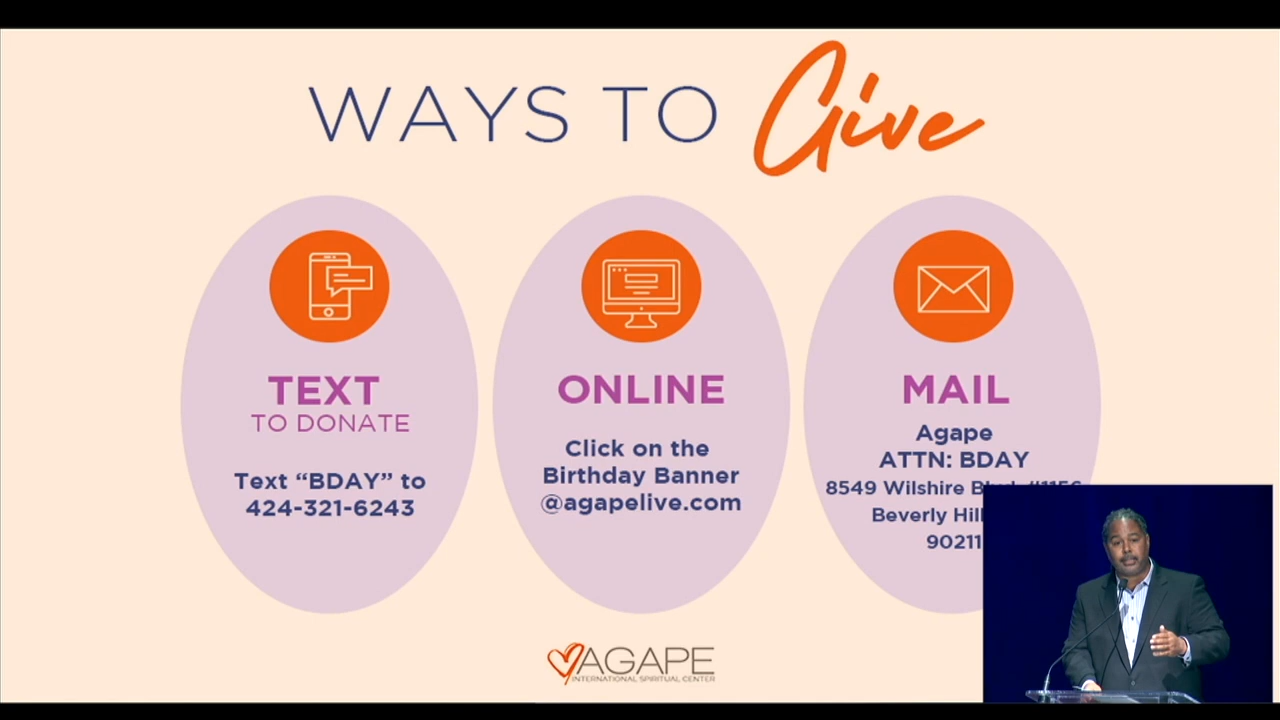 WAYS TO Give
TEXT
TO DONATE
Text “BDAY” to
424-321-6243
ONLINE
Click on the
Birthday Banner
@agapelive.com
MAIL
Agape
ATTN: BDAY
8549 Wilshire
Beverly
90211
AGAPE
INTERNATIONAL SPIRITUAL CENTER